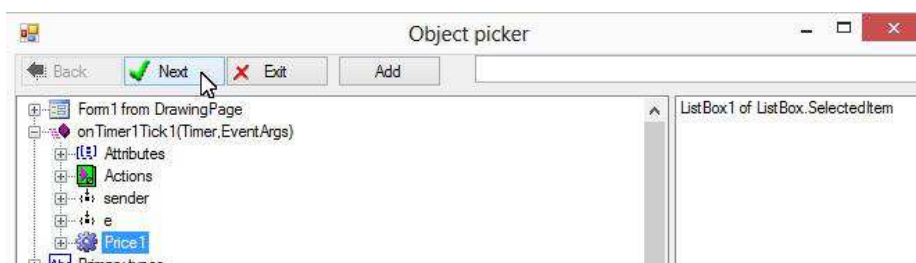 Object picker
Back Next Exit Add
Form1 from DrawingPage
onTimer1Tick1(Timer,EventArgs)
Attributes
Actions
sender
e
Price1
ListBox1 of ListBox.SelectedItem